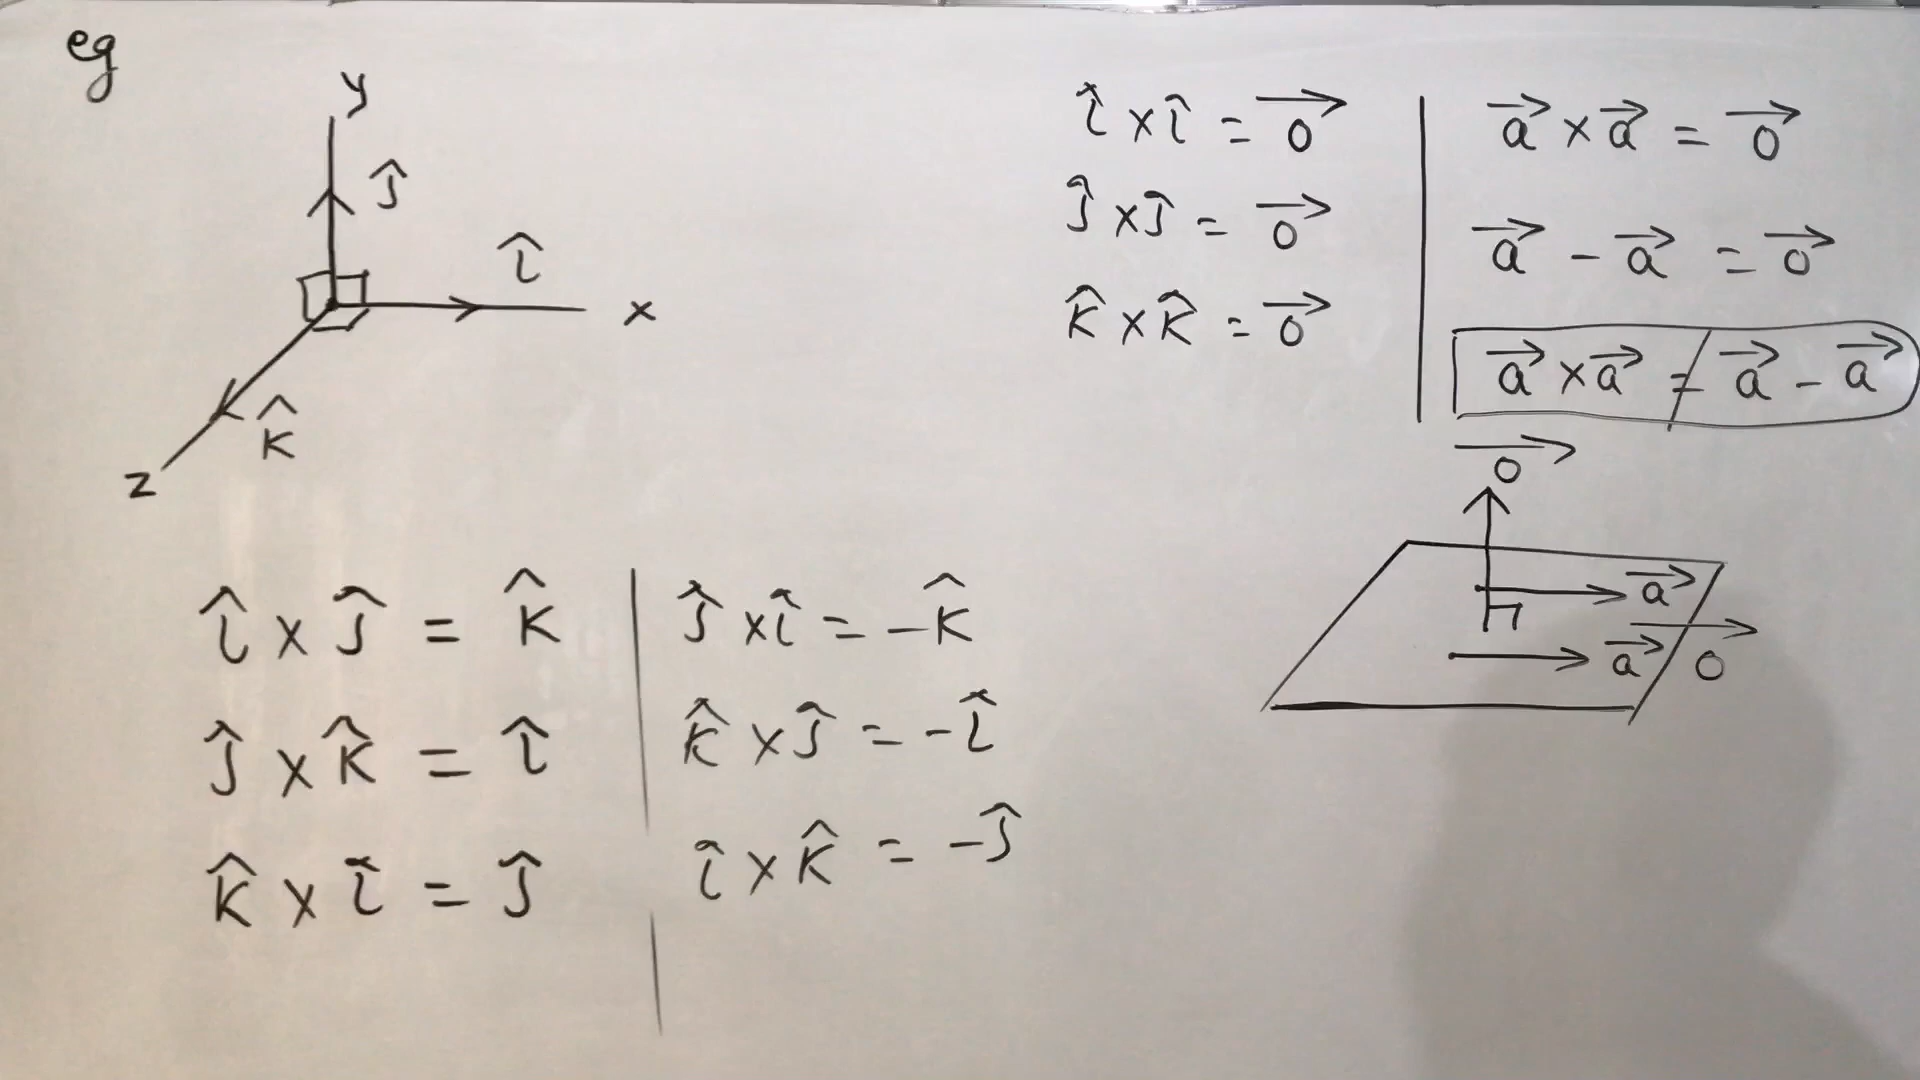 eg
y
ĵ
î
x
k̂
z
î × ĵ = k̂
ĵ × k̂ = î
k̂ × î = ĵ
ĵ × î = -k̂
k̂ × ĵ = -î
î × k̂ = -ĵ
î × î = 0⃗
ĵ × ĵ = 0⃗
k̂ × k̂ = 0⃗
a⃗ × a⃗ = 0⃗
a⃗ - a⃗ = 0⃗
a⃗ × a⃗ ≠ a⃗ - a⃗
0⃗
a⃗
a⃗ 0⃗